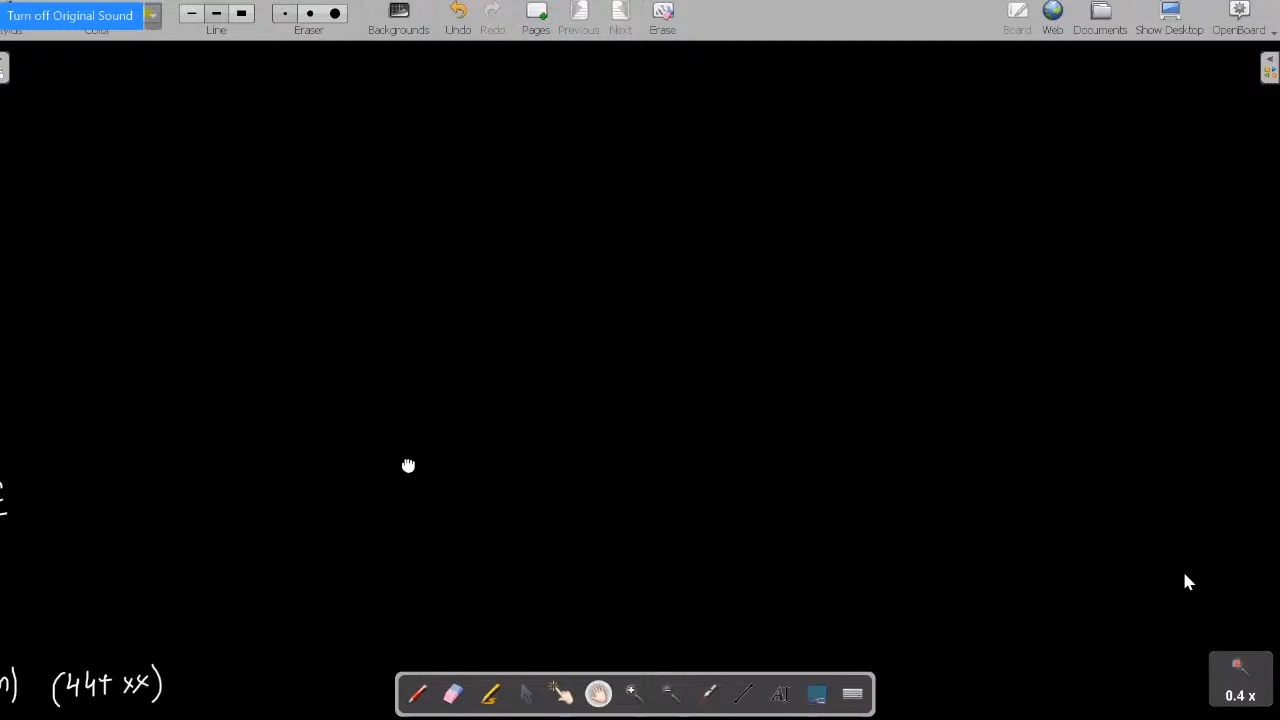 Turn off Original Sound
Color Line Eraser Backgrounds Undo Redo Pages Previous Next Erase Board Web Documents Show Desktop OpenBoard
(44+ xx)
0.4 x